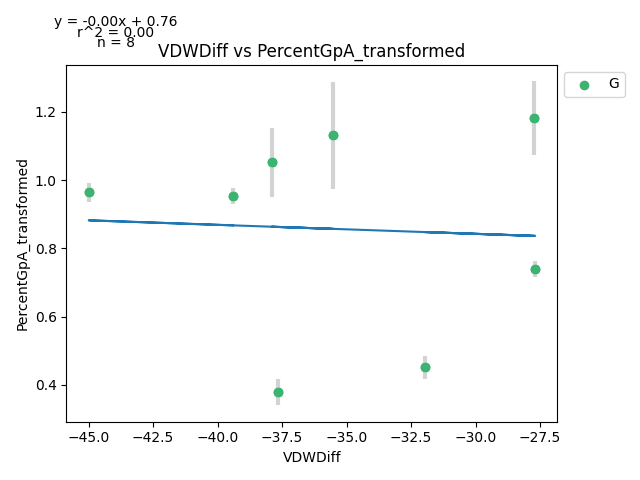 y = -0.00x + 0.76
r^2 = 0.00
n = 8
VDWDiff vs PercentGpA_transformed
G
PercentGpA_transformed
1.2
1.0
0.8
0.6
0.4
−45.0 −42.5 −40.0 −37.5 −35.0 −32.5 −30.0 −27.5
VDWDiff